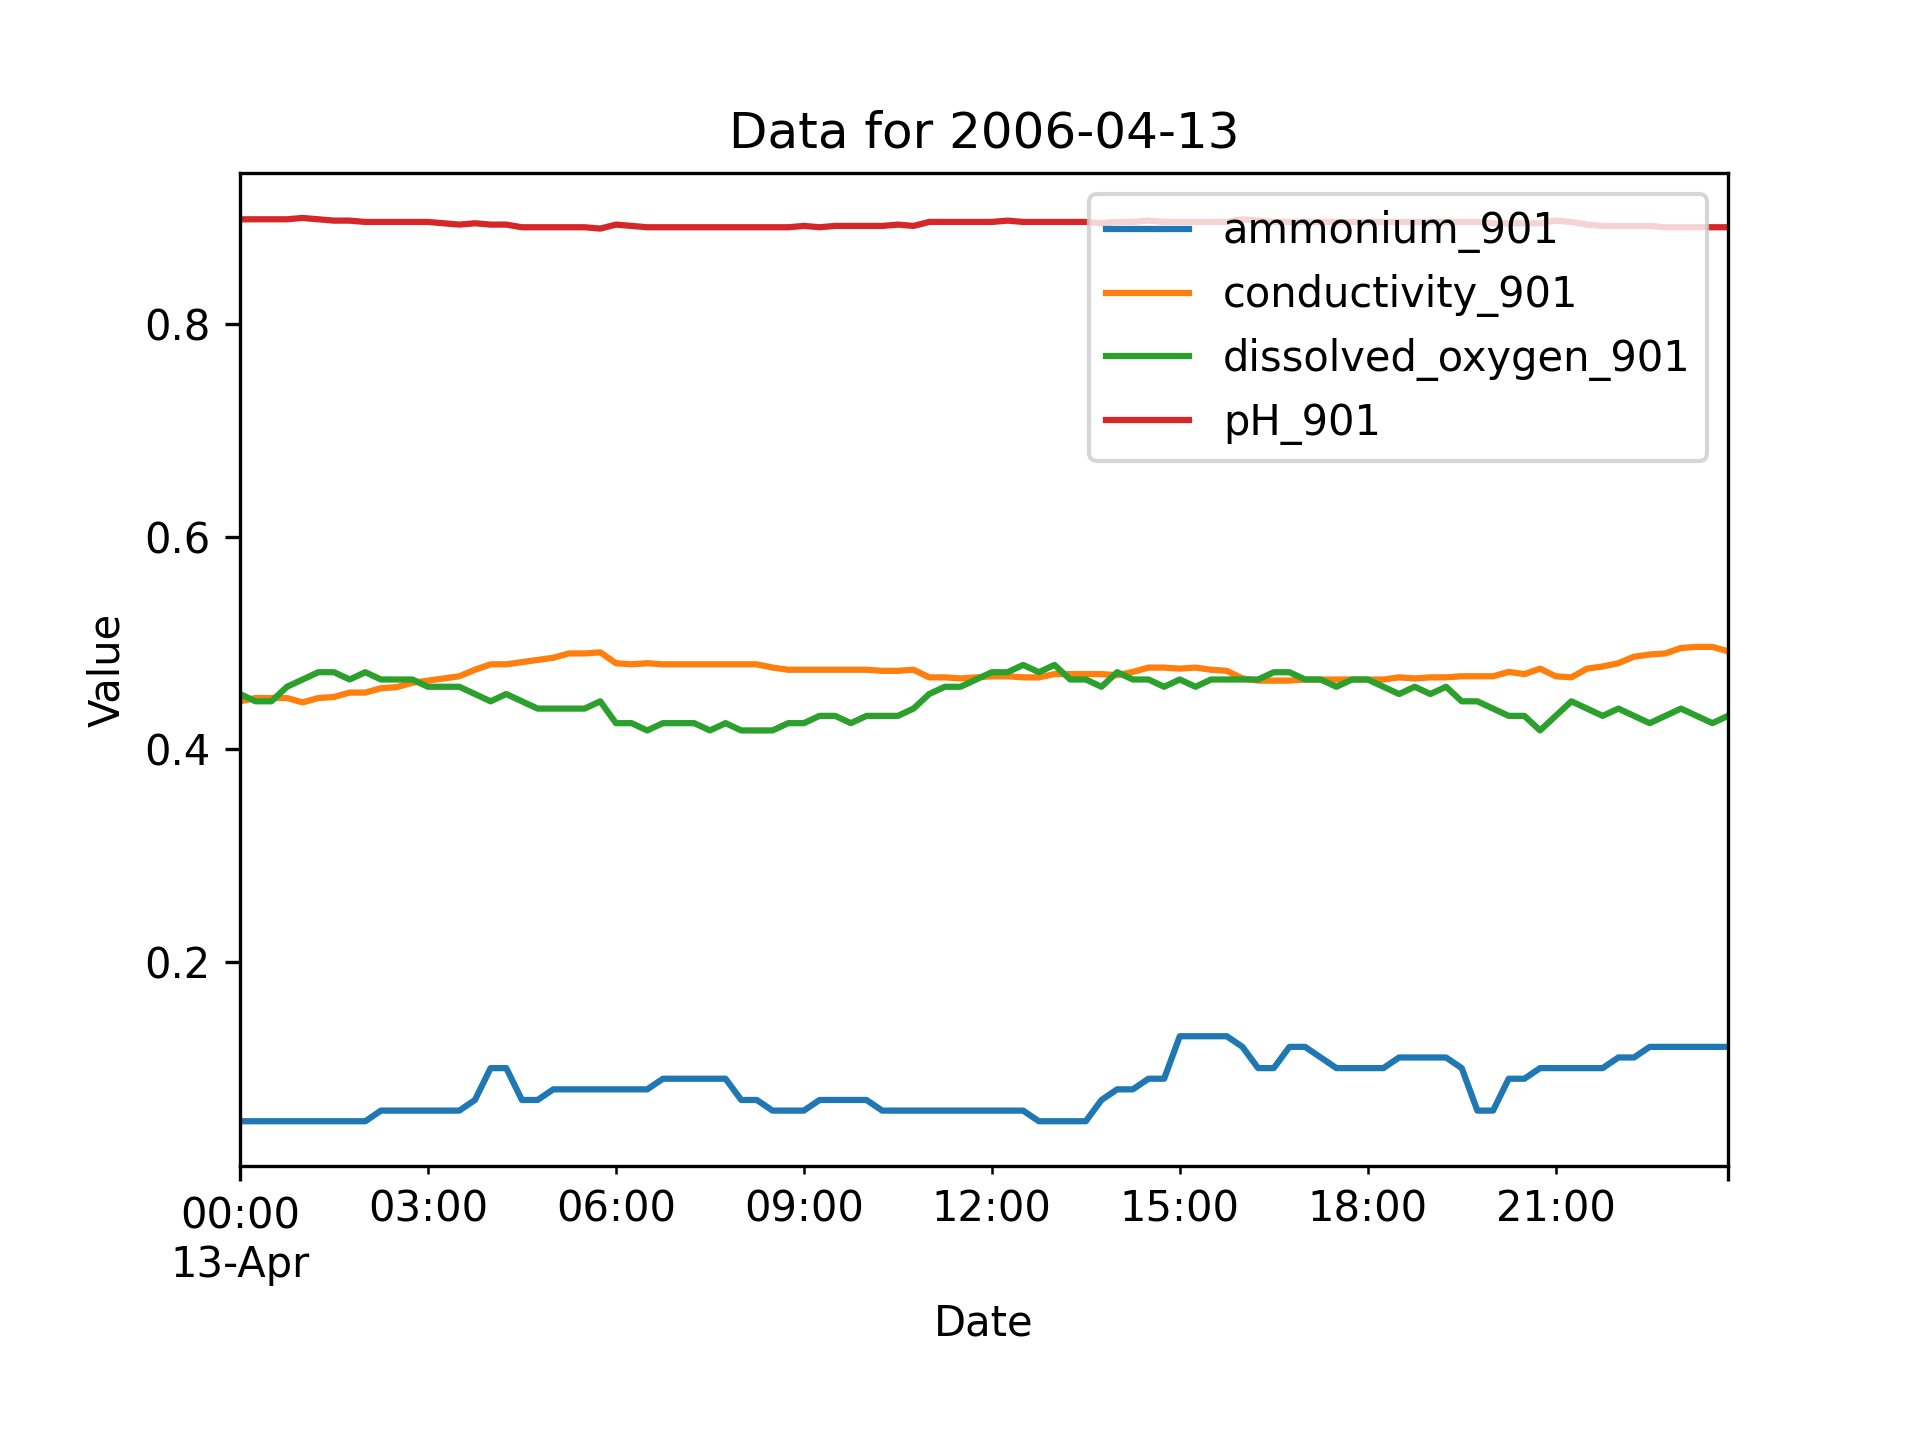 Data for 2006-04-13
ammonium_901
conductivity_901
dissolved_oxygen_901
pH_901
0.8
0.6
0.4
0.2
Value
00:00 03:00 06:00 09:00 12:00 15:00 18:00 21:00
13-Apr
Date